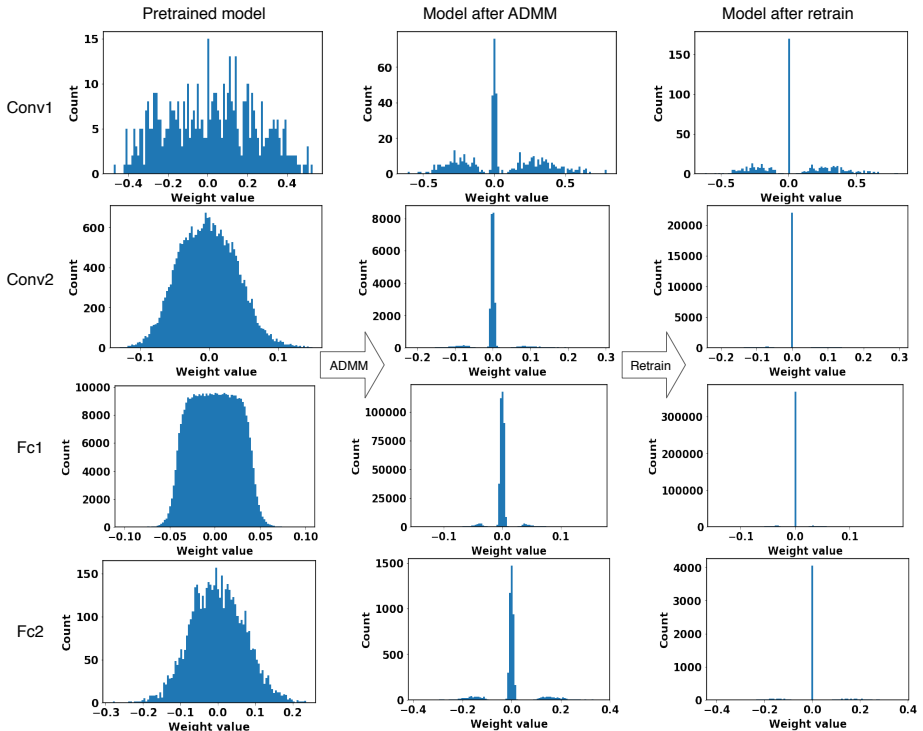 Pretrained model
Model after ADMM
Model after retrain
Conv1
Count
15
10
5
0
−0.4 −0.2 0.0 0.2 0.4
Weight value
Count
60
40
20
0
−0.5 0.0 0.5
Weight value
Count
150
100
50
0
−0.5 0.0 0.5
Weight value
Conv2
Count
600
400
200
0
−0.1 0.0 0.1
Weight value
Count
8000
6000
4000
2000
0
−0.2 −0.1 0.0 0.1 0.2 0.3
Weight value
Count
20000
15000
10000
5000
0
−0.2 −0.1 0.0 0.1 0.2 0.3
Weight value
ADMM
Retrain
Fc1
Count
10000
8000
6000
4000
2000
0
−0.10 −0.05 0.00 0.05 0.10
Weight value
Count
100000
75000
50000
25000
0
−0.1 0.0 0.1
Weight value
Count
300000
200000
100000
0
−0.1 0.0 0.1
Weight value
Fc2
Count
150
100
50
0
−0.3 −0.2 −0.1 0.0 0.1 0.2
Weight value
Count
1500
1000
500
0
−0.4 −0.2 0.0 0.2 0.4
Weight value
Count
4000
3000
2000
1000
0
−0.4 −0.2 0.0 0.2 0.4
Weight value